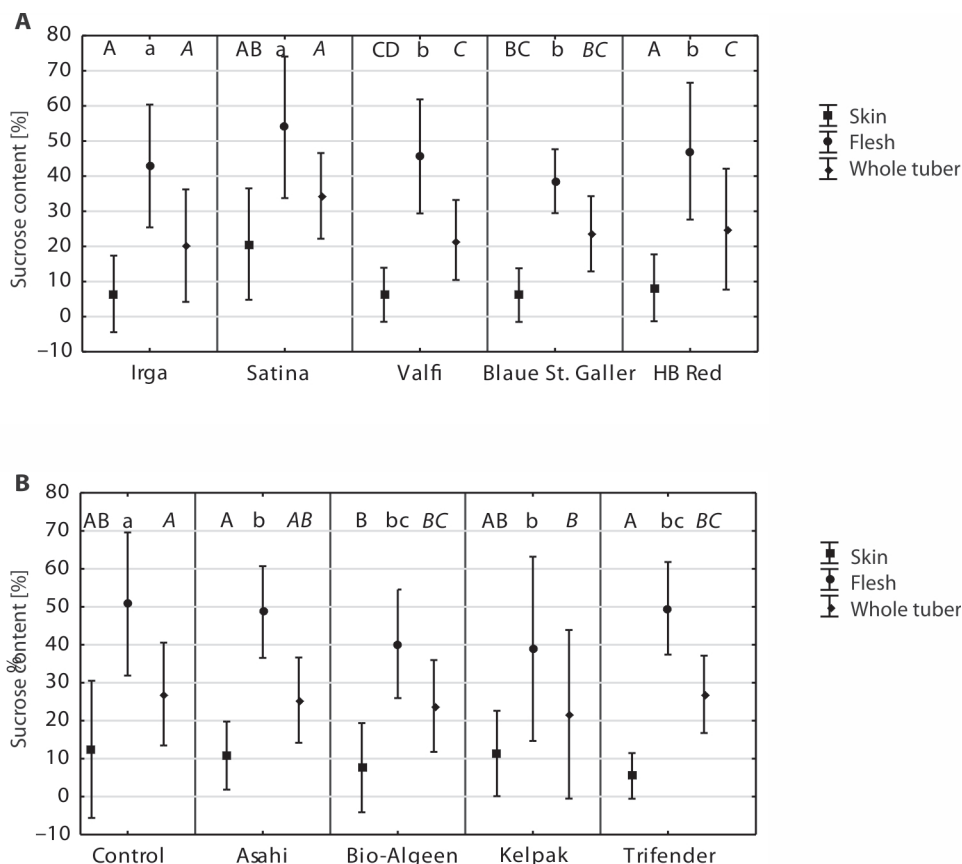 A
80
70
60
50
40
30
20
10
0
−10
Sucrose content [%]
A a A AB a A CD b C BC b BC A b C
Irga Satina Valfi Blaue St. Galler HB Red
Skin
Flesh
Whole tuber
B
80
70
60
50
40
30
20
10
0
−10
Sucrose content [%]
%
AB a A A b AB B bc BC AB b B A bc BC
Control Asahi Bio-Algeen Kelpak Trifender
Skin
Flesh
Whole tuber